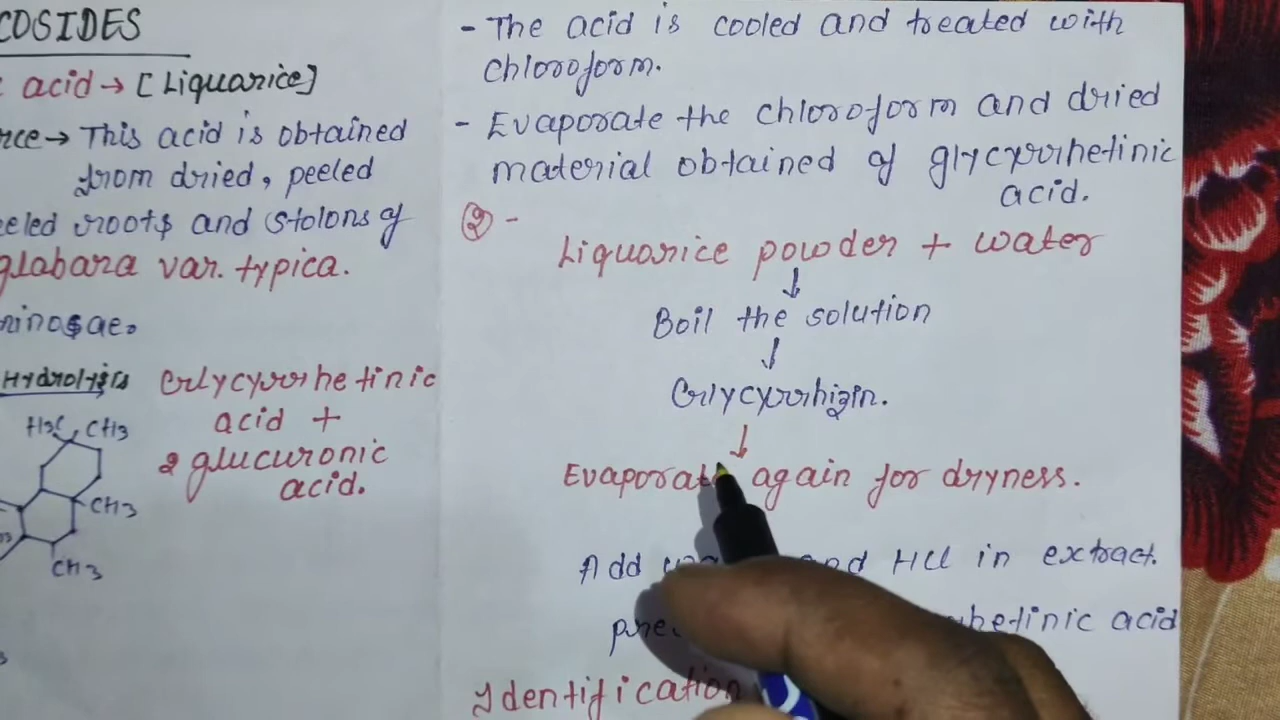 COSIDES
acid → [Liquarice]
rce → This acid is obtained
from dried, peeled
eeled roots and stolons of
glabara var. typica.
ninosae.
Hydrolysis Glycyrrhetinic
acid +
2 glucuronic
acid.
H3C CH3
CH3
CH3
- The acid is cooled and treated with
chloroform.
- Evaporate the chloroform and dried
material obtained of glycyrrhetinic
acid.
② -
Liquarice powder + water
↓
Boil the solution
↓
Glycyrrhizin.
↓
Evaporate again for dryness.
Add and HCl in extract.
hetinic acid
Identification